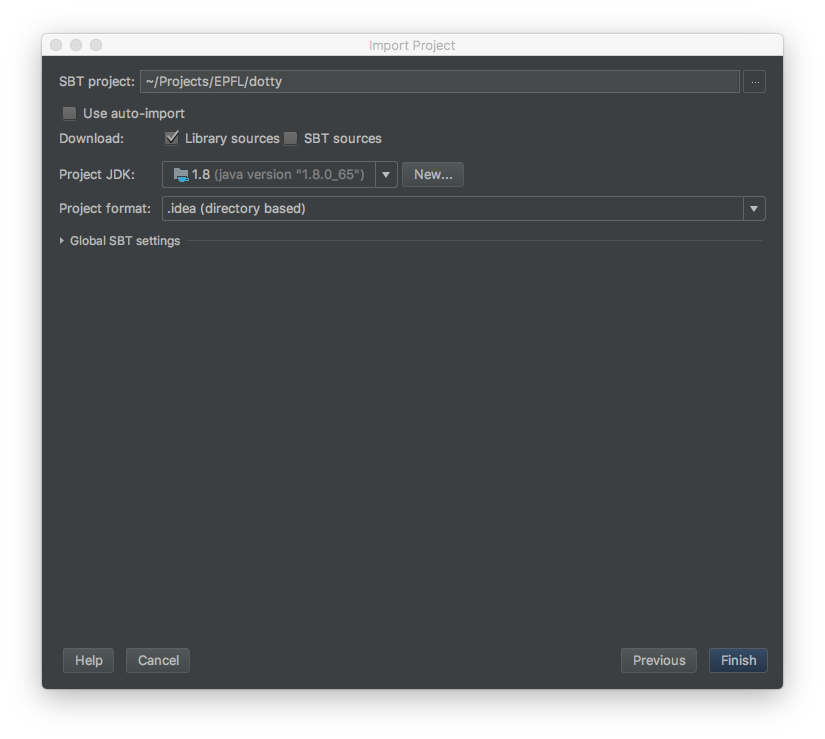 Import Project
SBT project: ~/Projects/EPFL/dotty ...
Use auto-import
Download: Library sources SBT sources
Project JDK: 1.8 (java version "1.8.0_65") New...
Project format: .idea (directory based)
Global SBT settings
Help Cancel Previous Finish